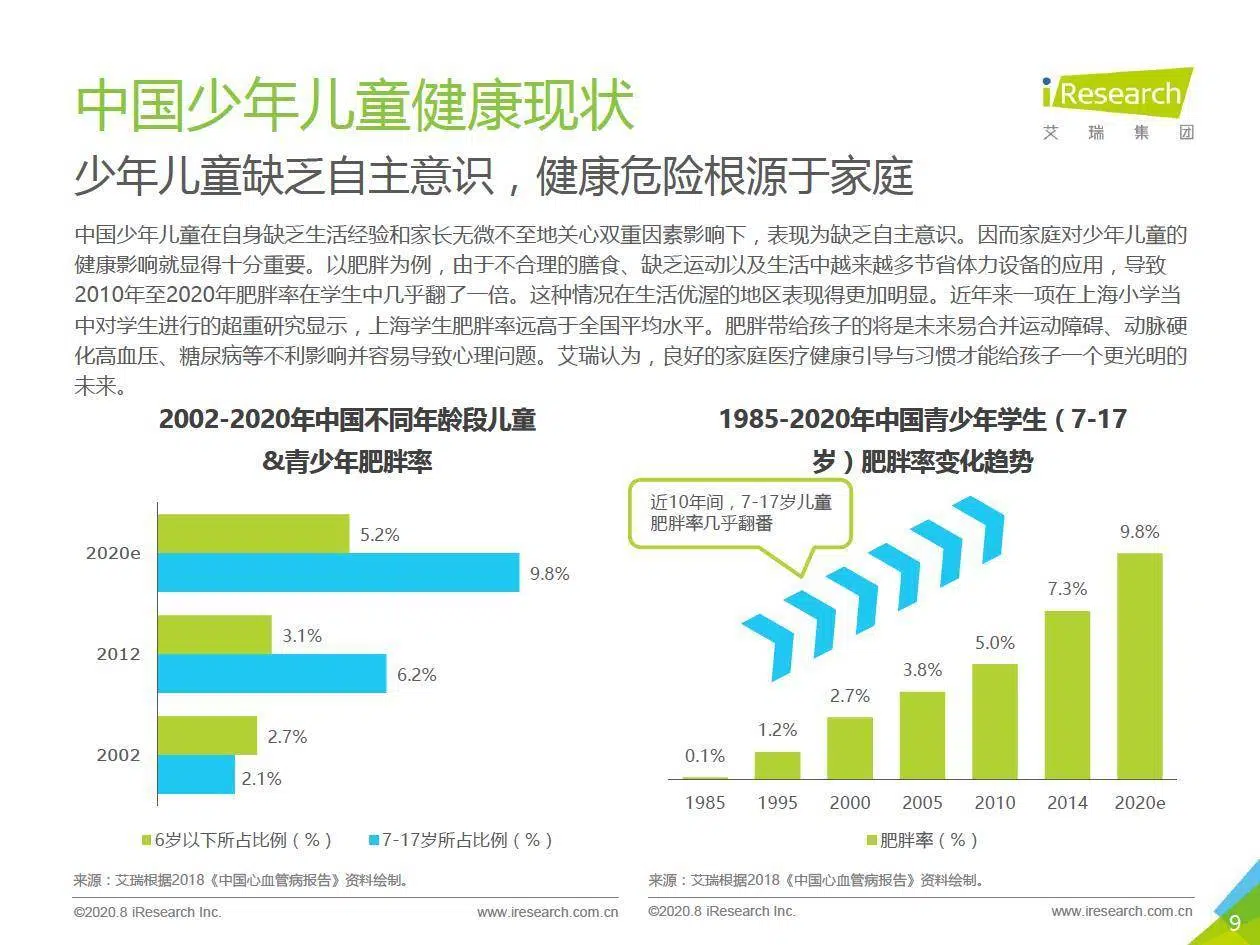 中国少年儿童健康现状
iResearch
艾 瑞 集 团
少年儿童缺乏自主意识，健康危险根源于家庭
中国少年儿童在自身缺乏生活经验和家长无微不至地关心双重因素影响下，表现为缺乏自主意识。因而家庭对少年儿童的
健康影响就显得十分重要。以肥胖为例，由于不合理的膳食、缺乏运动以及生活中越来越多节省体力设备的应用，导致
2010年至2020年肥胖率在学生中几乎翻了一倍。这种情况在生活优渥的地区表现得更加明显。近年来一项在上海小学当
中对学生进行的超重研究显示，上海学生肥胖率远高于全国平均水平。肥胖带给孩子的将是未来易合并运动障碍、动脉硬
化高血压、糖尿病等不利影响并容易导致心理问题。艾瑞认为，良好的家庭医疗健康引导与习惯才能给孩子一个更光明的
未来。
2002-2020年中国不同年龄段儿童
&青少年肥胖率
2020e
5.2%
9.8%
2012
3.1%
6.2%
2002
2.7%
2.1%
6岁以下所占比例（%） 7-17岁所占比例（%）
来源：艾瑞根据2018《中国心血管病报告》资料绘制。
©2020.8 iResearch Inc. www.iresearch.com.cn
1985-2020年中国青少年学生（7-17
岁）肥胖率变化趋势
近10年间，7-17岁儿童
肥胖率几乎翻番
0.1% 1.2% 2.7% 3.8% 5.0% 7.3% 9.8%
1985 1995 2000 2005 2010 2014 2020e
肥胖率（%）
来源：艾瑞根据2018《中国心血管病报告》资料绘制。
©2020.8 iResearch Inc. www.iresearch.com.cn
9